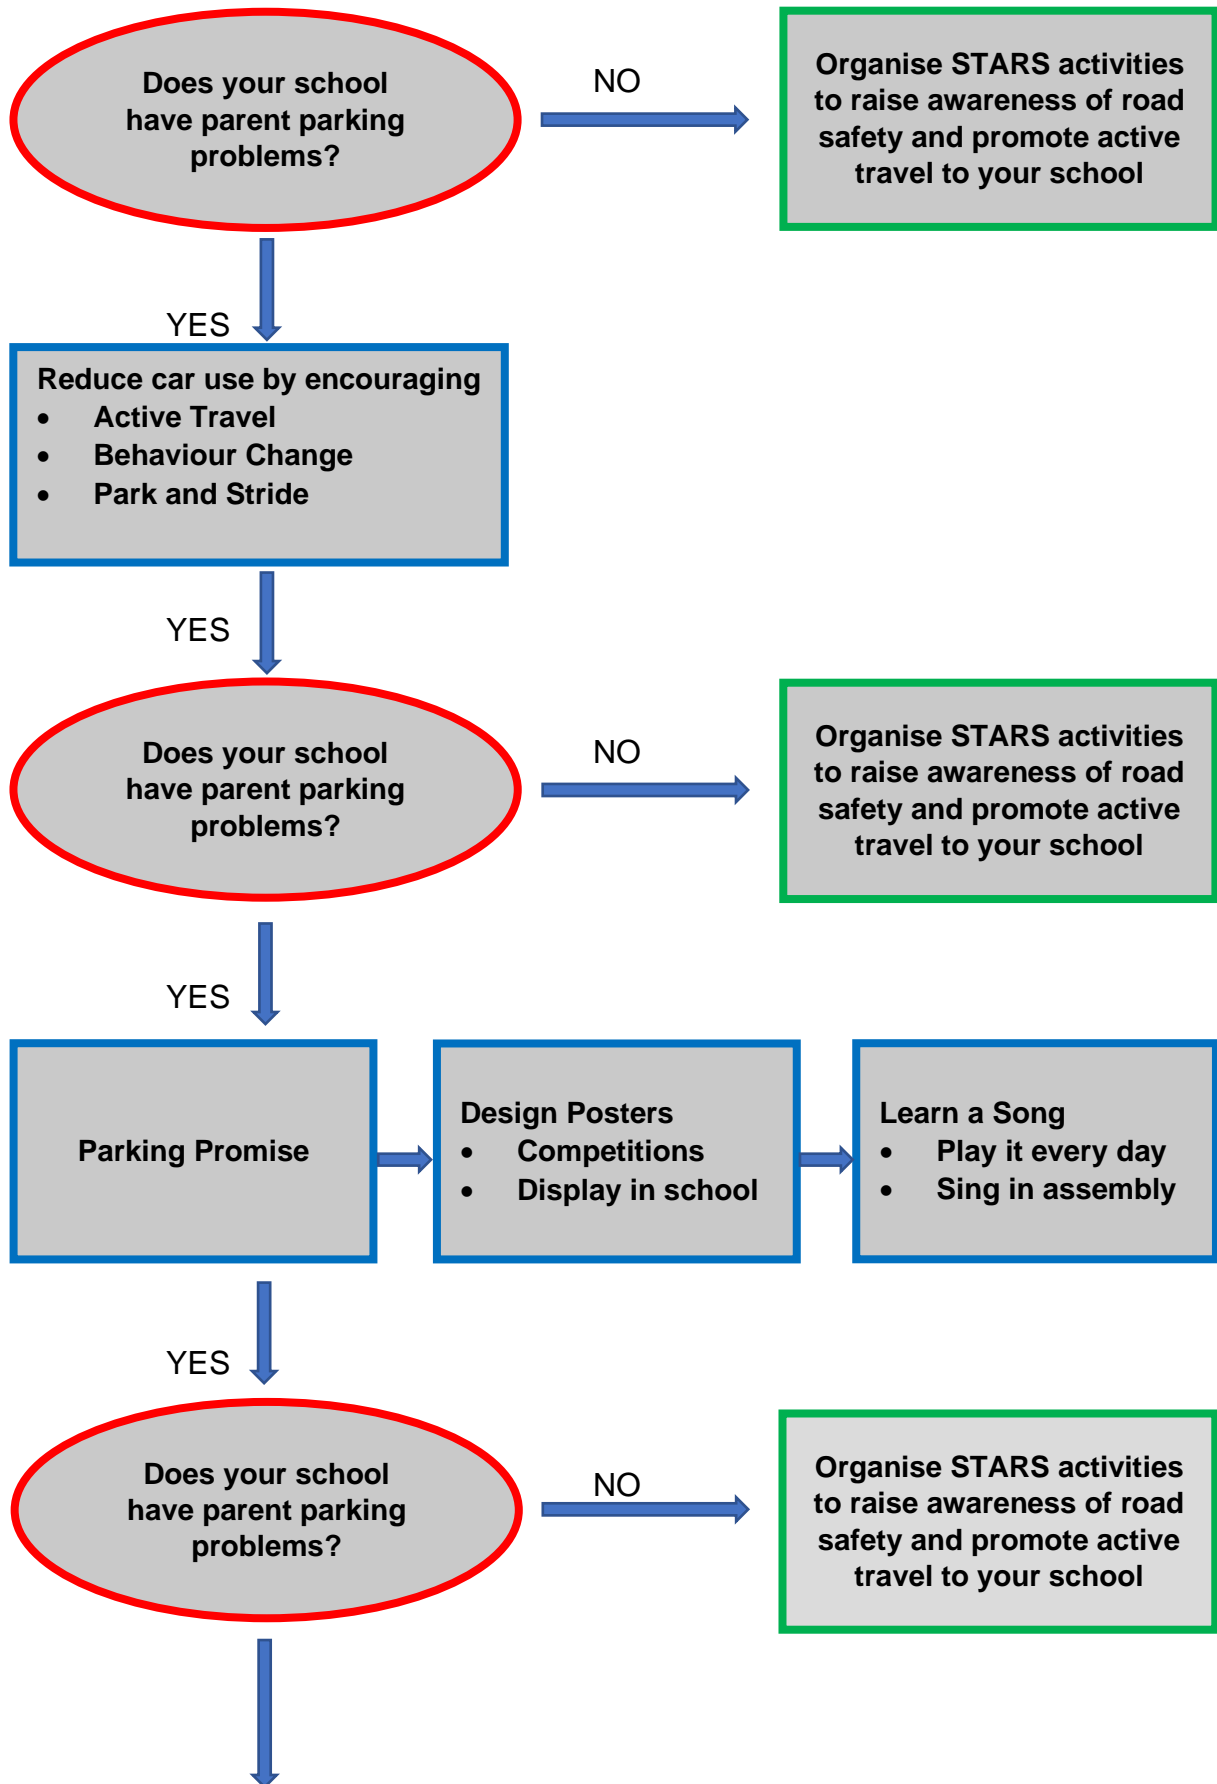 Does your school
have parent parking
problems?
NO
Organise STARS activities
to raise awareness of road
safety and promote active
travel to your school
YES
Reduce car use by encouraging
• Active Travel
• Behaviour Change
• Park and Stride
YES
Does your school
have parent parking
problems?
NO
Organise STARS activities
to raise awareness of road
safety and promote active
travel to your school
YES
Parking Promise
Design Posters
• Competitions
• Display in school
Learn a Song
• Play it every day
• Sing in assembly
YES
Does your school
have parent parking
problems?
NO
Organise STARS activities
to raise awareness of road
safety and promote active
travel to your school